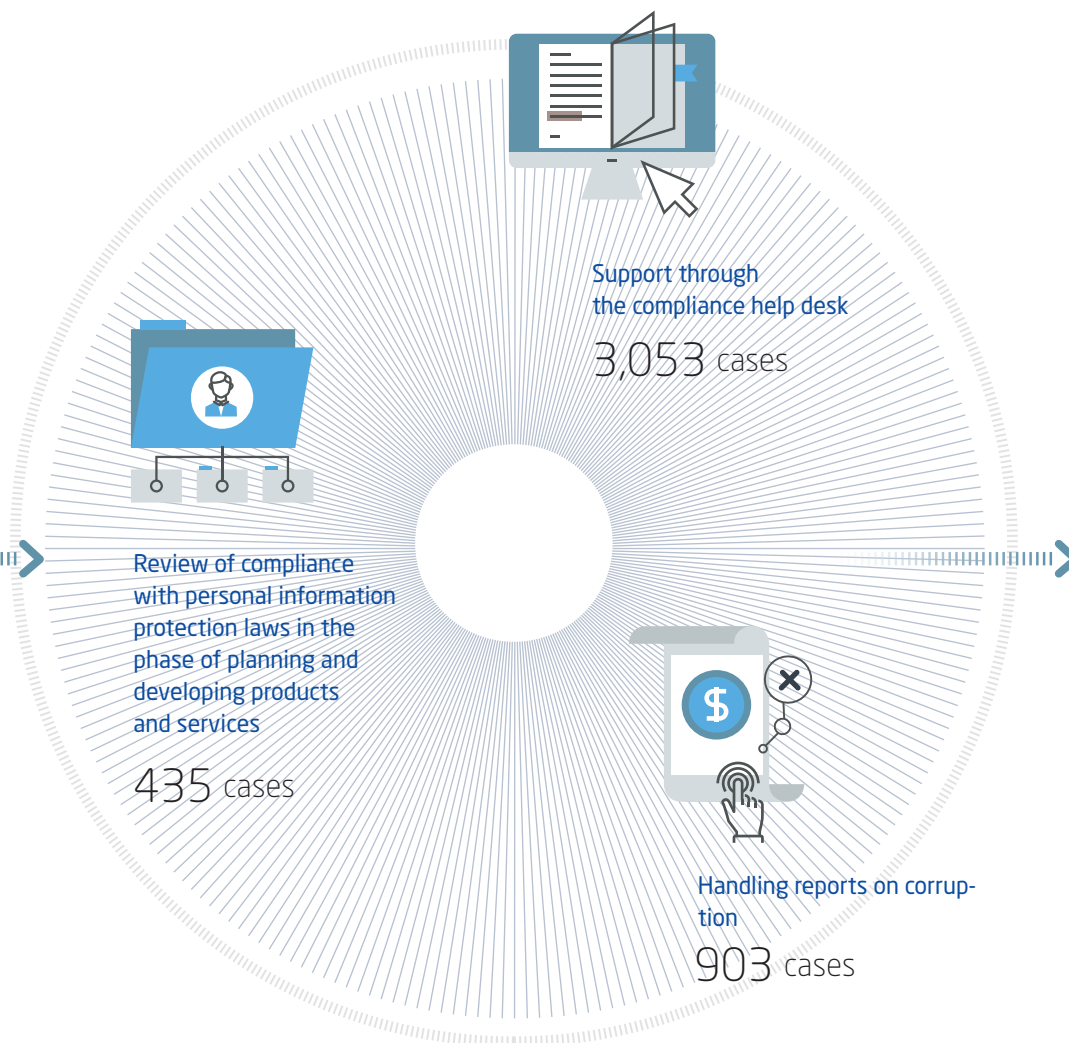 Support through
the compliance help desk
3,053 cases
Review of compliance
with personal information
protection laws in the
phase of planning and
developing products
and services
435 cases
$
Handling reports on corrup-
tion
903 cases